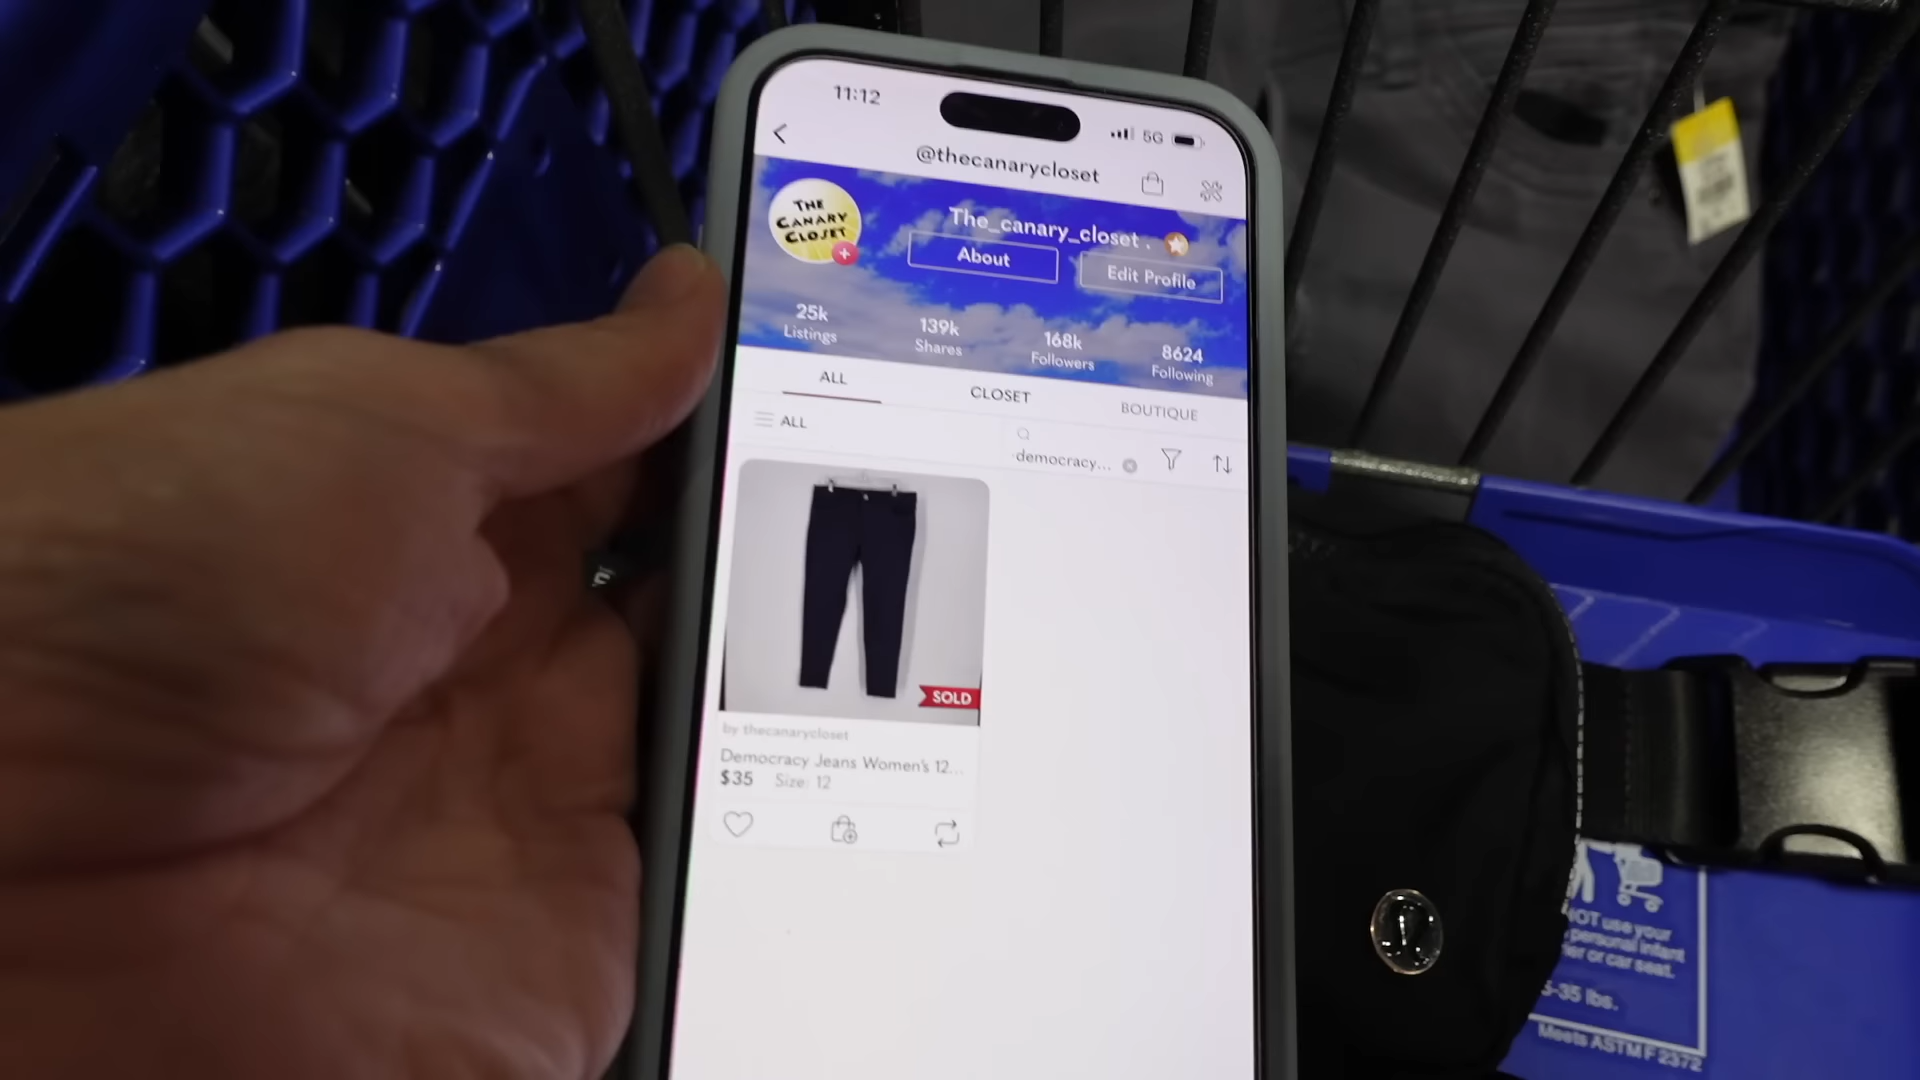 11:12
5G
@thecanarycloset
THE
CANARY
CLOSET
The_canary_closet .
About
Edit Profile
25k
Listings
139k
Shares
168k
Followers
8624
Following
ALL
CLOSET
BOUTIQUE
ALL
democracy...
SOLD
by thecanarycloset
Democracy Jeans Women's 12...
$35 Size: 12
NOT use your
personal infant
or car seat.
5-35 lbs.
Meets ASTM F 2372